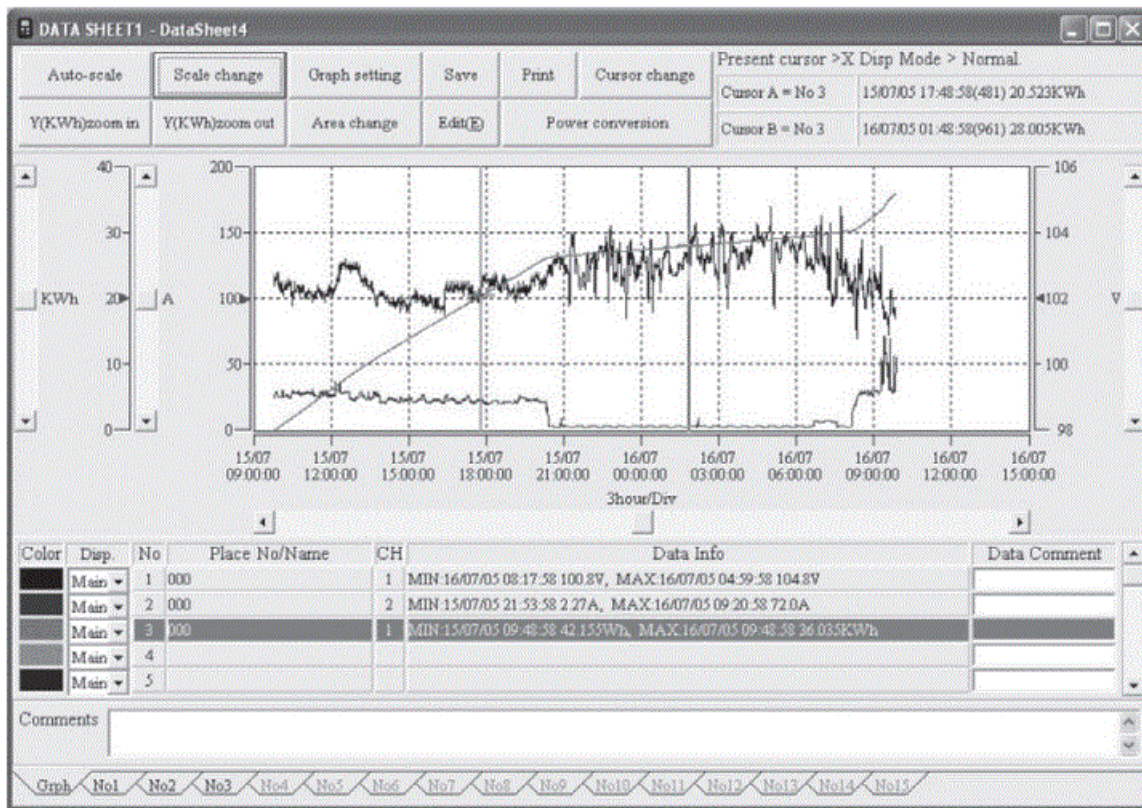 DATA SHEET1 - DataSheet4
Auto-scale Scale change Graph setting Save Print Cursor change
Y(KWh)zoom in Y(KWh)zoom out Area change Edit(E) Power conversion
Present cursor >X Disp Mode > Normal.
Cursor A = No 3 15/07/05 17:48:58(481) 20.523KWh
Cursor B = No 3 16/07/05 01:48:58(961) 28.005KWh
40 200 106
30 150 104
KWh 20 A 100 102 V
10 50 100
0 0 98
15/07 15/07 15/07 15/07 15/07 16/07 16/07 16/07 16/07 16/07 16/07
09:00:00 12:00:00 15:00:00 18:00:00 21:00:00 00:00:00 03:00:00 06:00:00 09:00:00 12:00:00 15:00:00
3hour/Div
Color Disp. No Place No/Name CH Data Info Data Comment
Main 1 000 1 MIN:16/07/05 08:17:58 100.8V, MAX:16/07/05 04:59:58 104.8V
Main 2 000 2 MIN:15/07/05 21:53:58 2.27A, MAX:16/07/05 09:20:58 72.0A
Main 3 000 1 MIN:15/07/05 09:48:58 42.155Wh, MAX:16/07/05 09:48:58 36.035KWh
Main 4
Main 5
Comments
Grph No1 No2 No3 No4 No5 No6 No7 No8 No9 No10 No11 No12 No13 No14 No15